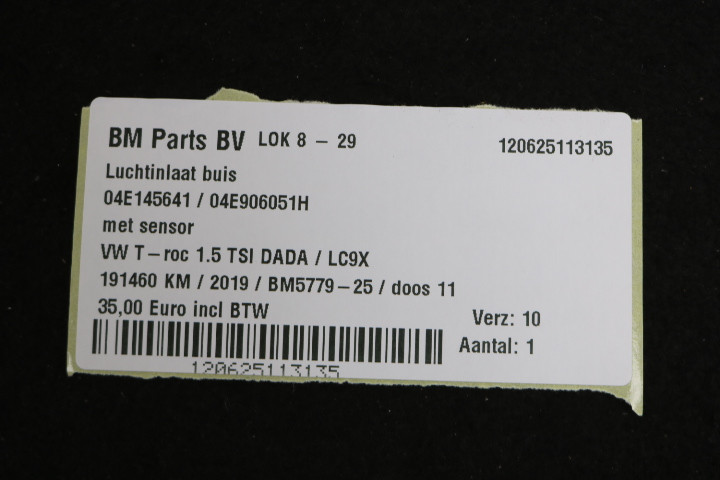 BM Parts BV LOK 8 – 29 120625113135
Luchtinlaat buis
04E145641 / 04E906051H
met sensor
VW T–roc 1.5 TSI DADA / LC9X
191460 KM / 2019 / BM5779–25 / doos 11
35,00 Euro incl BTW
Verz: 10
Aantal: 1
120625113135